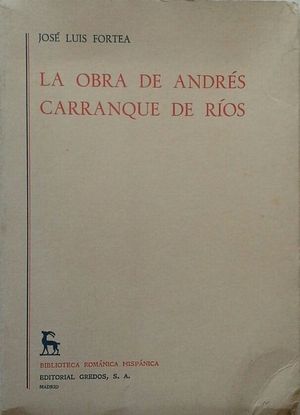 JOSÉ LUIS FORTEA
LA OBRA DE ANDRÉS
CARRANQUE DE RÍOS
BIBLIOTECA ROMÁNICA HISPÁNICA
EDITORIAL GREDOS, S. A.
MADRID